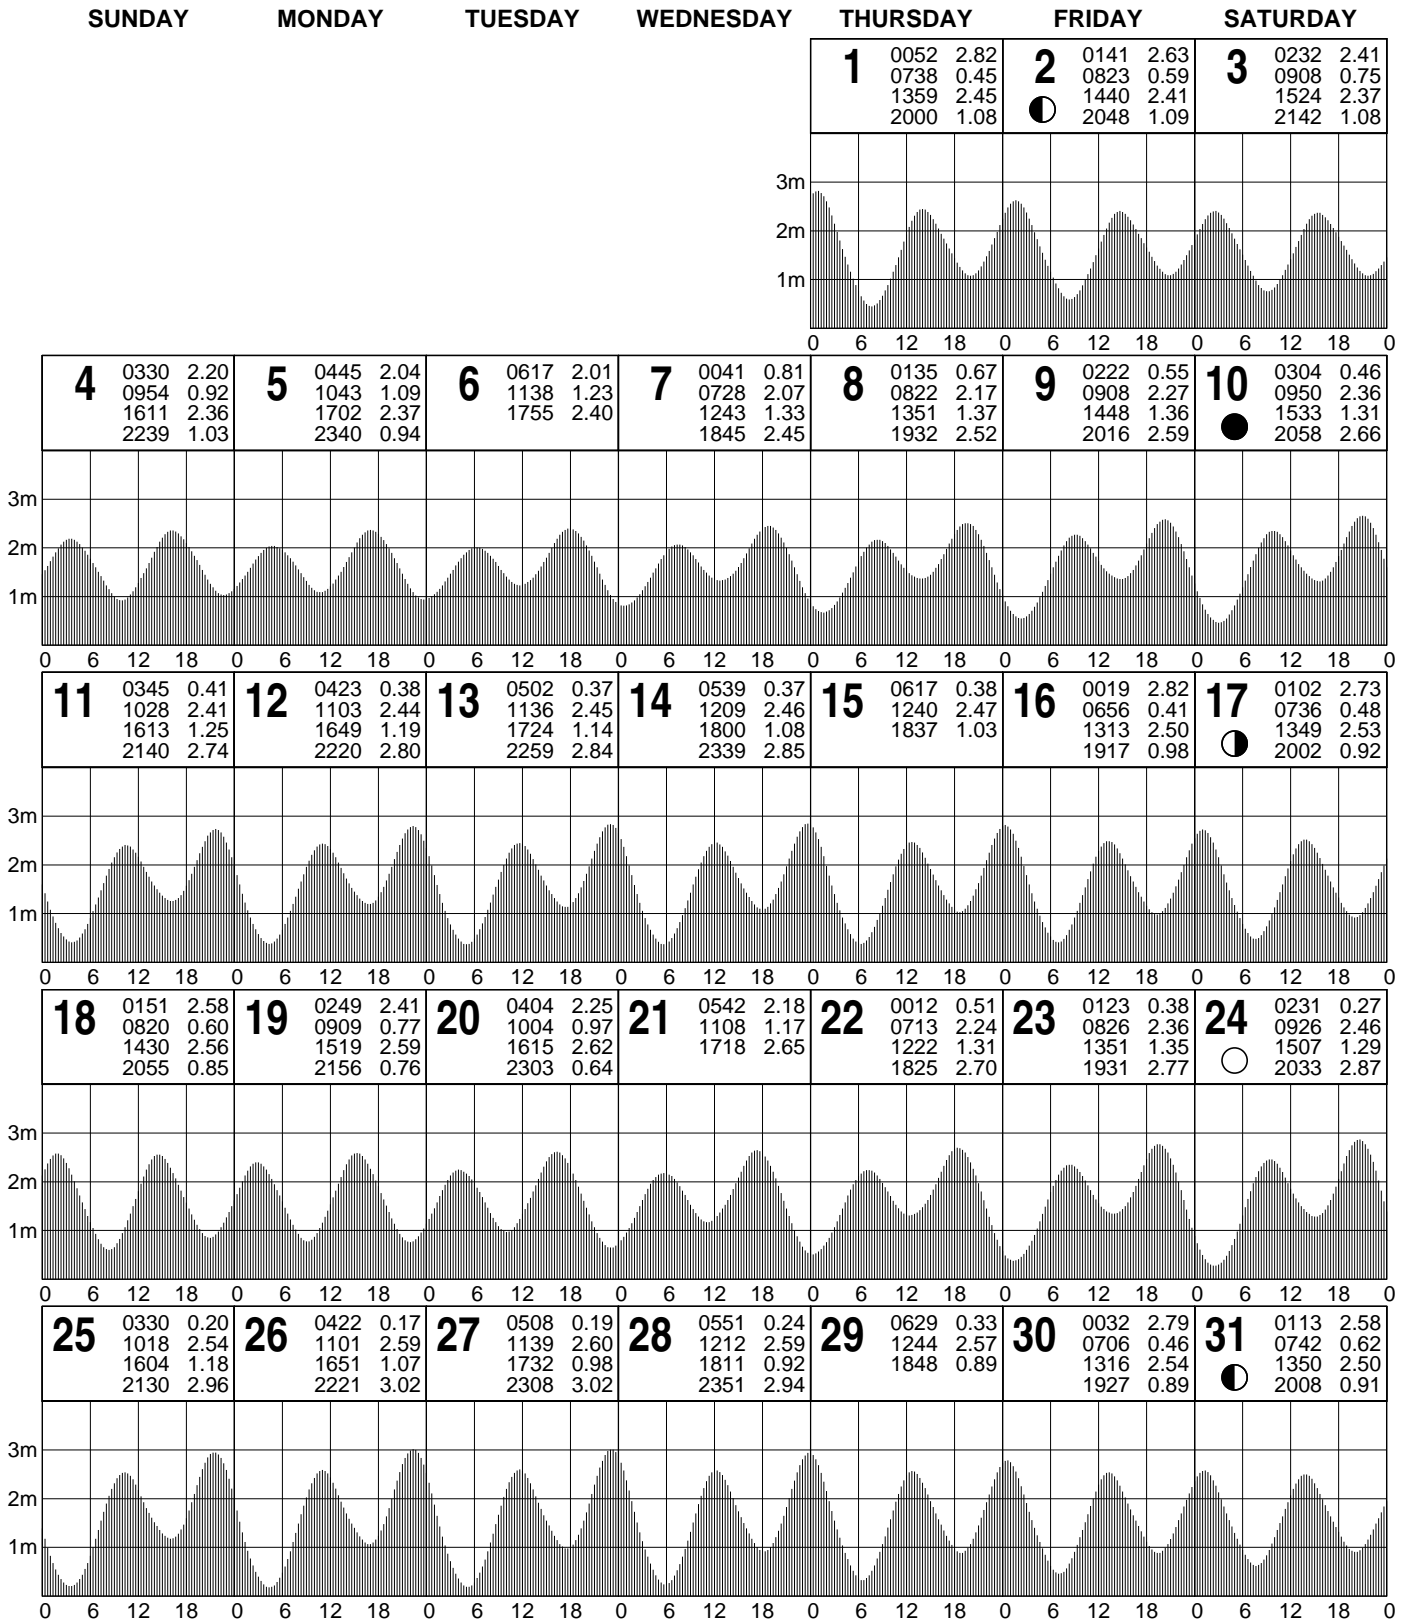 SUNDAY MONDAY TUESDAY WEDNESDAY THURSDAY FRIDAY SATURDAY
1 0052 2.82 2 0141 2.63 3 0232 2.41
0738 0.45 0823 0.59 0908 0.75
1359 2.45 1440 2.41 1524 2.37
2000 1.08 2048 1.09 2142 1.08
3m
2m
1m
0 6 12 18 0 6 12 18 0 6 12 18 0
4 0330 2.20 5 0445 2.04 6 0617 2.01 7 0041 0.81 8 0135 0.67 9 0222 0.55 10 0304 0.46
0954 0.92 1043 1.09 1138 1.23 0728 2.07 0822 2.17 0908 2.27 0950 2.36
1611 2.36 1702 2.37 1755 2.40 1243 1.33 1351 1.37 1448 1.36 1533 1.31
2239 1.03 2340 0.94 1845 2.45 1932 2.52 2016 2.59 2058 2.66
3m
2m
1m
0 6 12 18 0 6 12 18 0 6 12 18 0 6 12 18 0 6 12 18 0 6 12 18 0 6 12 18 0
11 0345 0.41 12 0423 0.38 13 0502 0.37 14 0539 0.37 15 0617 0.38 16 0019 2.82 17 0102 2.73
1028 2.41 1103 2.44 1136 2.45 1209 2.46 1240 2.47 0656 0.41 0736 0.48
1613 1.25 1649 1.19 1724 1.14 1800 1.08 1837 1.03 1313 2.50 1349 2.53
2140 2.74 2220 2.80 2259 2.84 2339 2.85 1917 0.98 2002 0.92
3m
2m
1m
0 6 12 18 0 6 12 18 0 6 12 18 0 6 12 18 0 6 12 18 0 6 12 18 0 6 12 18 0
18 0151 2.58 19 0249 2.41 20 0404 2.25 21 0542 2.18 22 0012 0.51 23 0123 0.38 24 0231 0.27
0820 0.60 0909 0.77 1004 0.97 1108 1.17 0713 2.24 0826 2.36 0926 2.46
1430 2.56 1519 2.59 1615 2.62 1718 2.65 1222 1.31 1351 1.35 1507 1.29
2055 0.85 2156 0.76 2303 0.64 1825 2.70 1931 2.77 2033 2.87
3m
2m
1m
0 6 12 18 0 6 12 18 0 6 12 18 0 6 12 18 0 6 12 18 0 6 12 18 0 6 12 18 0
25 0330 0.20 26 0422 0.17 27 0508 0.19 28 0551 0.24 29 0629 0.33 30 0032 2.79 31 0113 2.58
1018 2.54 1101 2.59 1139 2.60 1212 2.59 1244 2.57 0706 0.46 0742 0.62
1604 1.18 1651 1.07 1732 0.98 1811 0.92 1848 0.89 1316 2.54 1350 2.50
2130 2.96 2221 3.02 2308 3.02 2351 2.94 1927 0.89 2008 0.91
3m
2m
1m
0 6 12 18 0 6 12 18 0 6 12 18 0 6 12 18 0 6 12 18 0 6 12 18 0 6 12 18 0